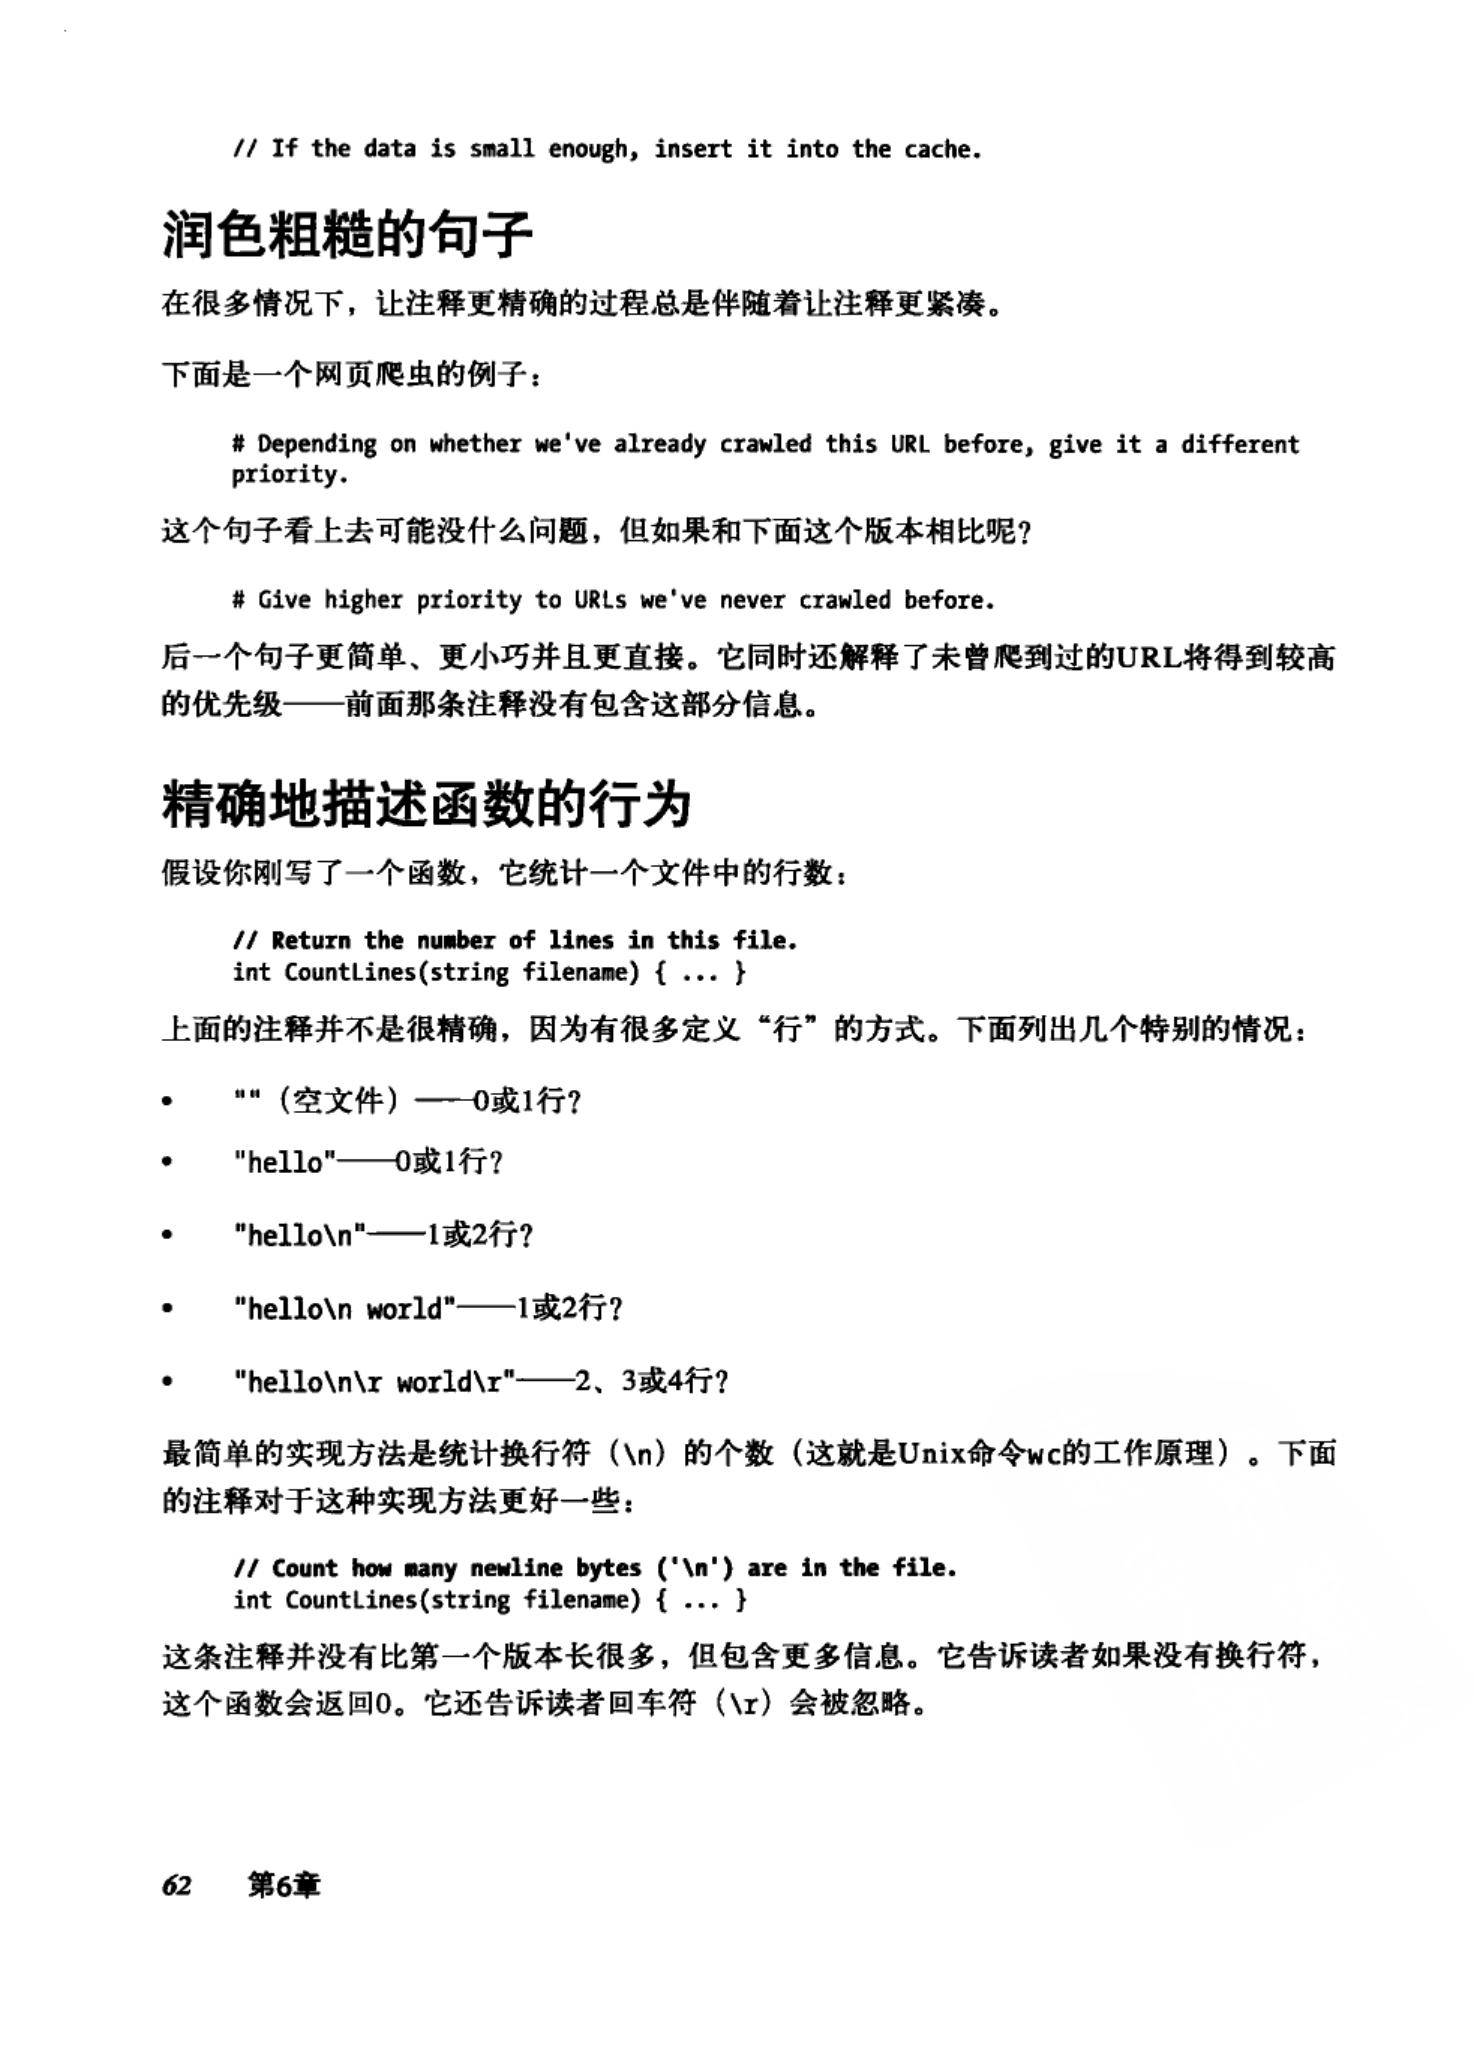 // If the data is small enough, insert it into the cache.
润色粗糙的句子
在很多情况下，让注释更精确的过程总是伴随着让注释更紧凑。
下面是一个网页爬虫的例子：
# Depending on whether we've already crawled this URL before, give it a different
priority.
这个句子看上去可能没什么问题，但如果和下面这个版本相比呢？
# Give higher priority to URLs we've never crawled before.
后一个句子更简单、更小巧并且更直接。它同时还解释了未曾爬到过的URL将得到较高
的优先级——前面那条注释没有包含这部分信息。
精确地描述函数的行为
假设你刚写了一个函数，它统计一个文件中的行数：
// Return the number of lines in this file.
int CountLines(string filename) { ... }
上面的注释并不是很精确，因为有很多定义“行”的方式。下面列出几个特别的情况：
• ""（空文件）——0或1行？
• "hello"——0或1行？
• "hello\n"——1或2行？
• "hello\n world"——1或2行？
• "hello\n\r world\r"——2、3或4行？
最简单的实现方法是统计换行符（\n）的个数（这就是Unix命令wc的工作原理）。下面
的注释对于这种实现方法更好一些：
// Count how many newline bytes ('\n') are in the file.
int CountLines(string filename) { ... }
这条注释并没有比第一个版本长很多，但包含更多信息。它告诉读者如果没有换行符，
这个函数会返回0。它还告诉读者回车符（\r）会被忽略。
62 第6章